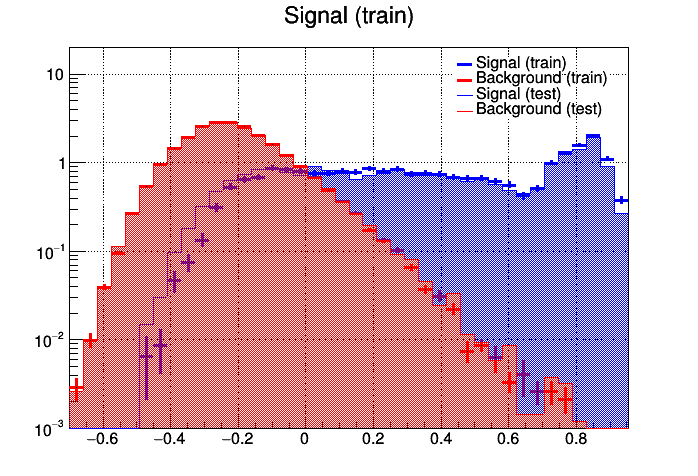 Signal (train)
Signal (train)
Background (train)
Signal (test)
Background (test)
10
1
10⁻¹
10⁻²
10⁻³
−0.6 −0.4 −0.2 0 0.2 0.4 0.6 0.8